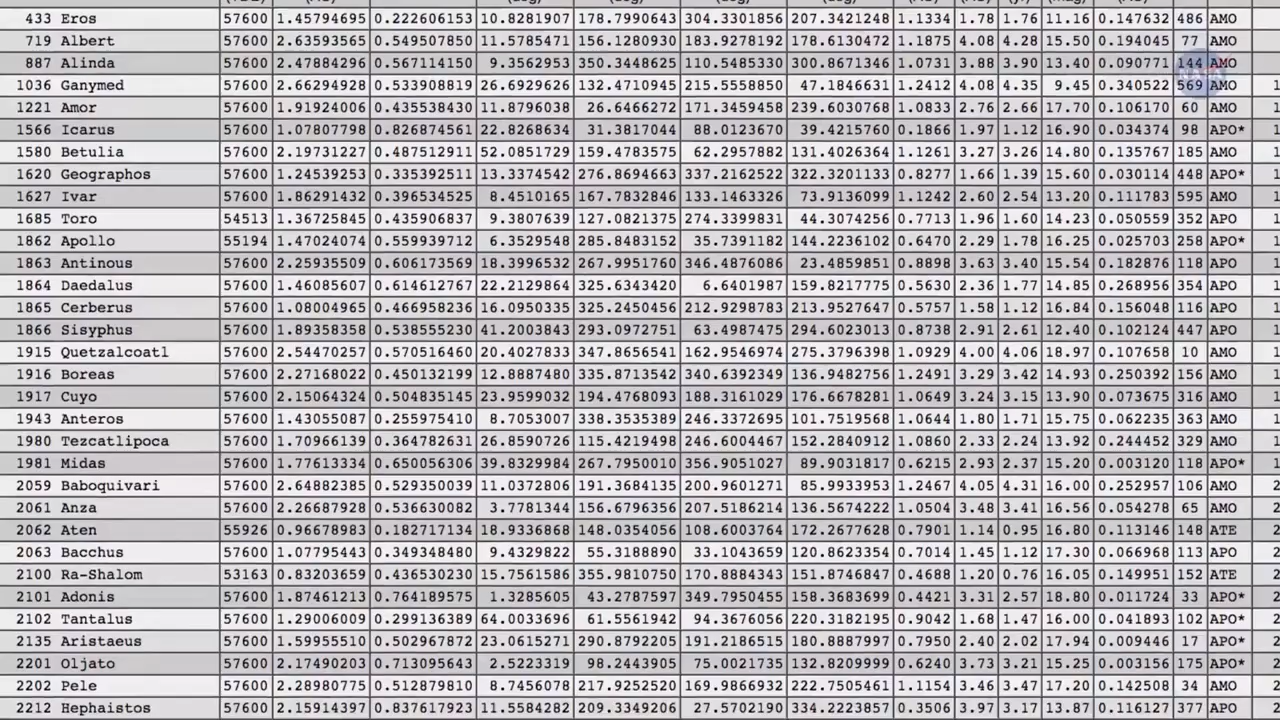 433 Eros 57600 1.45794695 0.222606153 10.8281907 178.7990643 304.3301856 207.3421248 1.1334 1.78 1.76 11.16 0.147632 486 AMO
719 Albert 57600 2.63593565 0.549507850 11.5785471 156.1280930 183.9278192 178.6130472 1.1875 4.08 4.28 15.50 0.194045 77 AMO
887 Alinda 57600 2.47884296 0.567114150 9.3562953 350.3448625 110.5485330 300.8671346 1.0731 3.88 3.90 13.40 0.090771 144 AMO
1036 Ganymed 57600 2.66294928 0.533908819 26.6929626 132.4710945 215.5558850 47.1846631 1.2412 4.08 4.35 9.45 0.340522 569 AMO
1221 Amor 57600 1.91924006 0.435538430 11.8796038 26.6466272 171.3459458 239.6030768 1.0833 2.76 2.66 17.70 0.106170 60 AMO
1566 Icarus 57600 1.07807798 0.826874561 22.8268634 31.3817044 88.0123670 39.4215760 0.1866 1.97 1.12 16.90 0.034374 98 APO*
1580 Betulia 57600 2.19731227 0.487512911 52.0851729 159.4783575 62.2957882 131.4026364 1.1261 3.27 3.26 14.80 0.135767 185 AMO
1620 Geographos 57600 1.24539253 0.335392511 13.3374542 276.8694663 337.2162522 322.3201133 0.8277 1.66 1.39 15.60 0.030114 448 APO*
1627 Ivar 57600 1.86291432 0.396534525 8.4510165 167.7832846 133.1463326 73.9136099 1.1242 2.60 2.54 13.20 0.111783 595 AMO
1685 Toro 54513 1.36725845 0.435906837 9.3807639 127.0821375 274.3399831 44.3074256 0.7713 1.96 1.60 14.23 0.050559 352 APO
1862 Apollo 55194 1.47024074 0.559939712 6.3529548 285.8483152 35.7391182 144.2236102 0.6470 2.29 1.78 16.25 0.025703 258 APO*
1863 Antinous 57600 2.25935509 0.606173569 18.3996532 267.9951760 346.4876086 23.4859851 0.8898 3.63 3.40 15.54 0.182876 118 APO
1864 Daedalus 57600 1.46085607 0.614612767 22.2129864 325.6343420 6.6401987 159.8217775 0.5630 2.36 1.77 14.85 0.268956 354 APO
1865 Cerberus 57600 1.08004965 0.466958236 16.0950335 325.2450456 212.9298783 213.9527647 0.5757 1.58 1.12 16.84 0.156048 116 APO
1866 Sisyphus 57600 1.89358358 0.538555230 41.2003843 293.0972751 63.4987475 294.6023013 0.8738 2.91 2.61 12.40 0.102124 447 APO
1915 Quetzalcoatl 57600 2.54470257 0.570516460 20.4027833 347.8656541 162.9546974 275.3796398 1.0929 4.00 4.06 18.97 0.107658 10 AMO
1916 Boreas 57600 2.27168022 0.450132199 12.8887480 335.8713542 340.6392349 136.9482756 1.2491 3.29 3.42 14.93 0.250392 156 AMO
1917 Cuyo 57600 2.15064324 0.504835145 23.9599032 194.4768093 188.3161029 176.6678281 1.0649 3.24 3.15 13.90 0.073675 316 AMO
1943 Anteros 57600 1.43055087 0.255975410 8.7053007 338.3535389 246.3372695 101.7519568 1.0644 1.80 1.71 15.75 0.062235 363 AMO
1980 Tezcatlipoca 57600 1.70966139 0.364782631 26.8590726 115.4219498 246.6004467 152.2840912 1.0860 2.33 2.24 13.92 0.244452 329 AMO
1981 Midas 57600 1.77613334 0.650056306 39.8329984 267.7950010 356.9051027 89.9031817 0.6215 2.93 2.37 15.20 0.003120 118 APO*
2059 Baboquivari 57600 2.64882385 0.529350039 11.0372806 191.3684135 200.9601271 85.9933953 1.2467 4.05 4.31 16.00 0.252957 106 AMO
2061 Anza 57600 2.26687928 0.536630082 3.7781344 156.6796356 207.5186214 136.5674222 1.0504 3.48 3.41 16.56 0.054278 65 AMO
2062 Aten 55926 0.96678983 0.182717134 18.9336868 148.0354056 108.6003764 172.2677628 0.7901 1.14 0.95 16.80 0.113146 148 ATE
2063 Bacchus 57600 1.07795443 0.349348480 9.4329822 55.3188890 33.1043659 120.8623354 0.7014 1.45 1.12 17.30 0.066968 113 APO
2100 Ra-Shalom 53163 0.83203659 0.436530230 15.7561586 355.9810750 170.8884343 151.8746847 0.4688 1.20 0.76 16.05 0.149951 152 ATE
2101 Adonis 57600 1.87461213 0.764189575 1.3285605 43.2787597 349.7950455 158.3683699 0.4421 3.31 2.57 18.80 0.011724 33 APO*
2102 Tantalus 57600 1.29006009 0.299136389 64.0033696 61.5561942 94.3676056 220.3182195 0.9042 1.68 1.47 16.00 0.041893 102 APO*
2135 Aristaeus 57600 1.59955510 0.502967872 23.0615271 290.8792205 191.2186515 180.8887997 0.7950 2.40 2.02 17.94 0.009446 17 APO*
2201 Oljato 57600 2.17490203 0.713095643 2.5223319 98.2443905 75.0021735 132.8209999 0.6240 3.73 3.21 15.25 0.003156 175 APO*
2202 Pele 57600 2.28980775 0.512879810 8.7456078 217.9252520 169.9866932 222.7505461 1.1154 3.46 3.47 17.20 0.142508 34 AMO
2212 Hephaistos 57600 2.15914397 0.837617923 11.5584282 209.3349206 27.5702190 334.2223857 0.3506 3.97 3.17 13.87 0.116127 377 APO